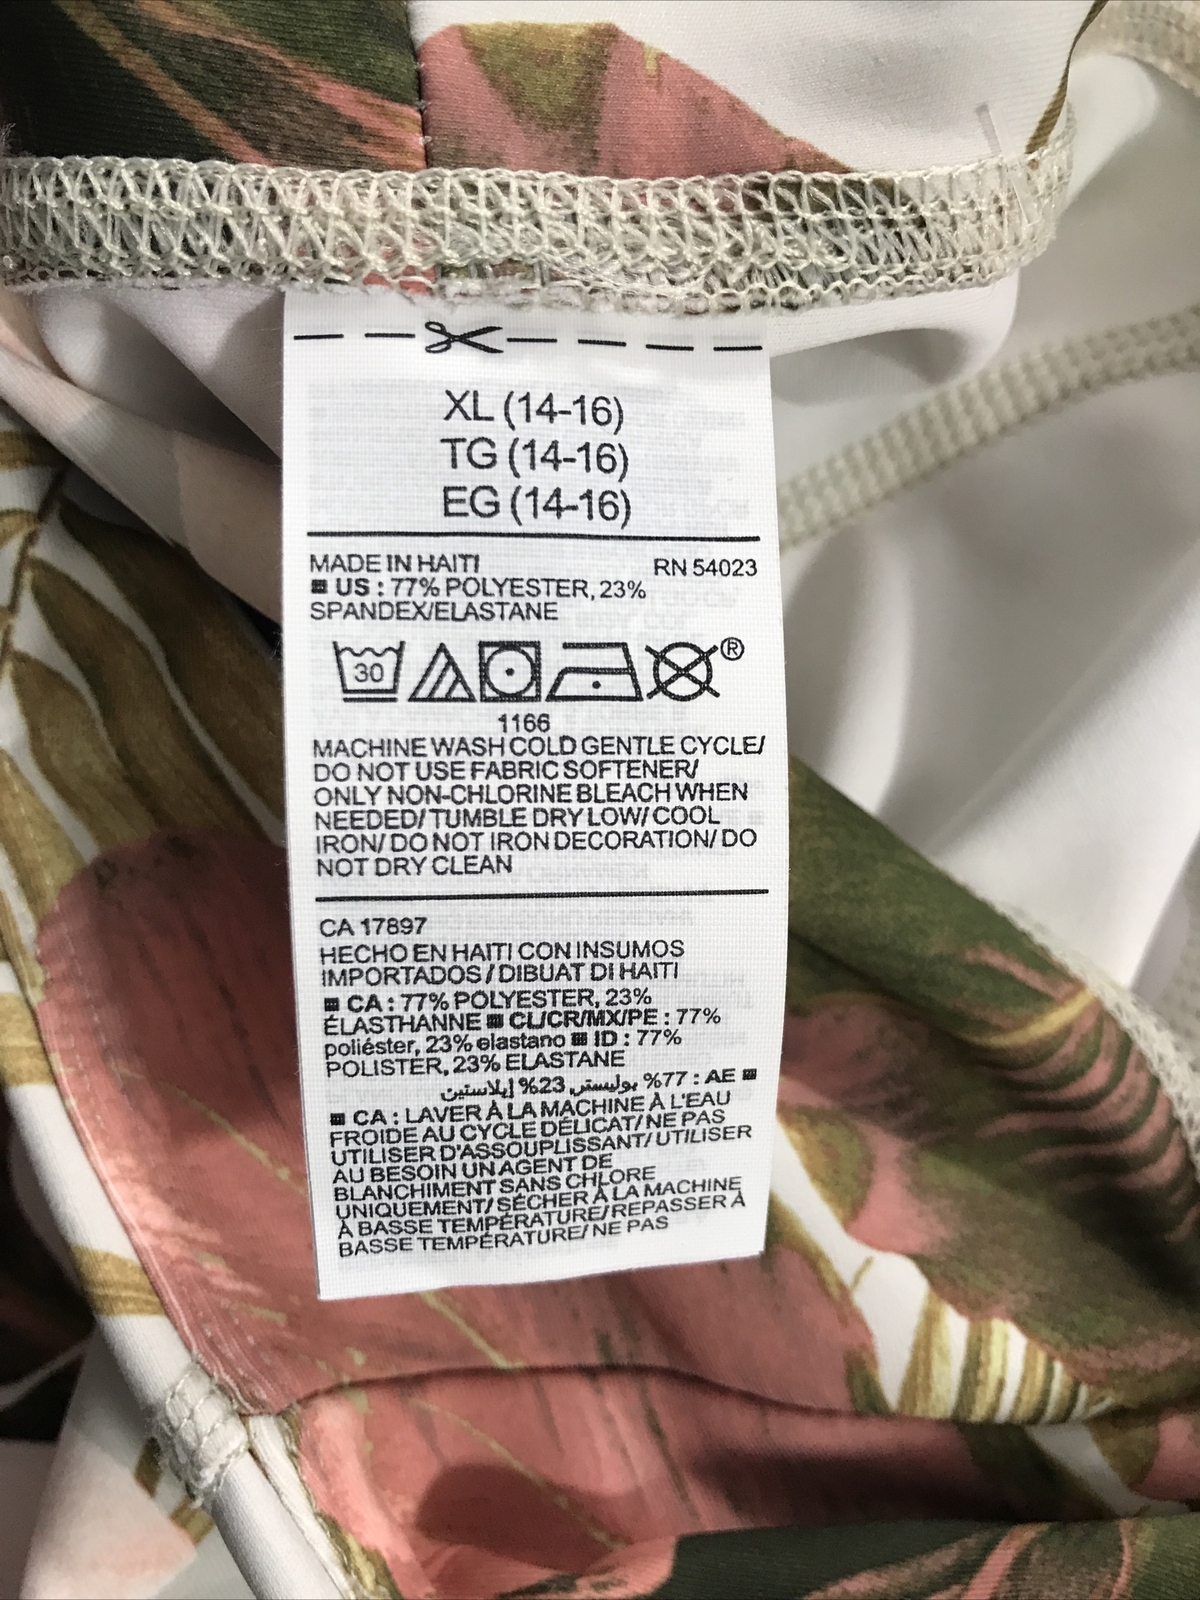 XL (14-16)
TG (14-16)
EG (14-16)
MADE IN HAITI RN 54023
US : 77% POLYESTER, 23%
SPANDEX/ELASTANE
30 ®
1166
MACHINE WASH COLD GENTLE CYCLE/
DO NOT USE FABRIC SOFTENER/
ONLY NON-CHLORINE BLEACH WHEN
NEEDED/ TUMBLE DRY LOW/ COOL
IRON/ DO NOT IRON DECORATION/ DO
NOT DRY CLEAN
CA 17897
HECHO EN HAITI CON INSUMOS
IMPORTADOS / DIBUAT DI HAITI
CA : 77% POLYESTER, 23%
ÉLASTHANNE CL/CR/MX/PE : 77%
poliéster, 23% elastano ID : 77%
POLISTER, 23% ELASTANE
AE : 77% بوليستر 23% إيلاستين
CA : LAVER À LA MACHINE À L'EAU
FROIDE AU CYCLE DÉLICAT/ NE PAS
UTILISER D'ASSOUPLISSANT/ UTILISER
AU BESOIN UN AGENT DE
BLANCHIMENT SANS CHLORE
UNIQUEMENT/ SÉCHER À LA MACHINE
À BASSE TEMPÉRATURE/ REPASSER À
BASSE TEMPÉRATURE/ NE PAS